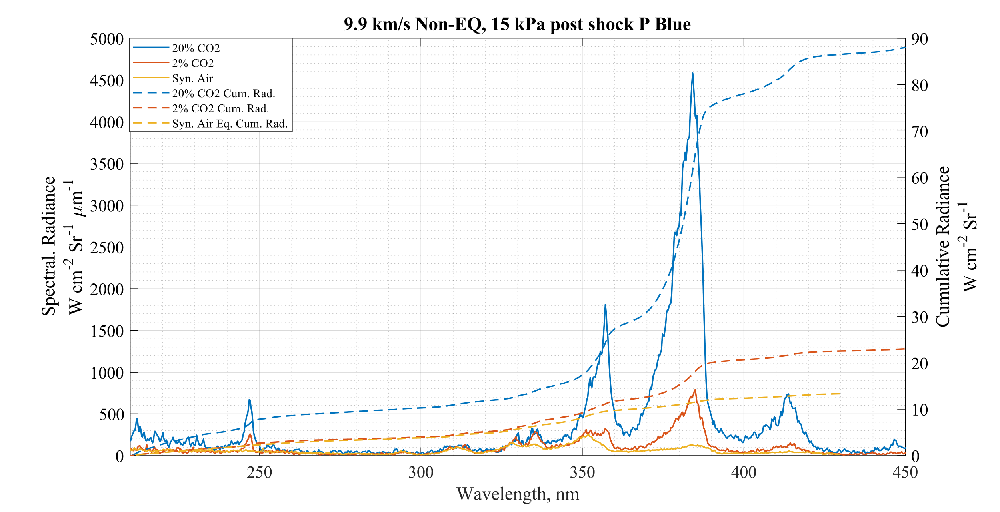 9.9 km/s Non-EQ, 15 kPa post shock P Blue
20% CO2
2% CO2
Syn. Air
20% CO2 Cum. Rad.
2% CO2 Cum. Rad.
Syn. Air Eq. Cum. Rad.
5000
4500
4000
3500
3000
2500
2000
1500
1000
500
0
Spectral. Radiance
W cm-2 Sr-1 μm-1
90
80
70
60
50
40
30
20
10
0
Cumulative Radiance
W cm-2 Sr-1
250
300
350
400
450
Wavelength, nm